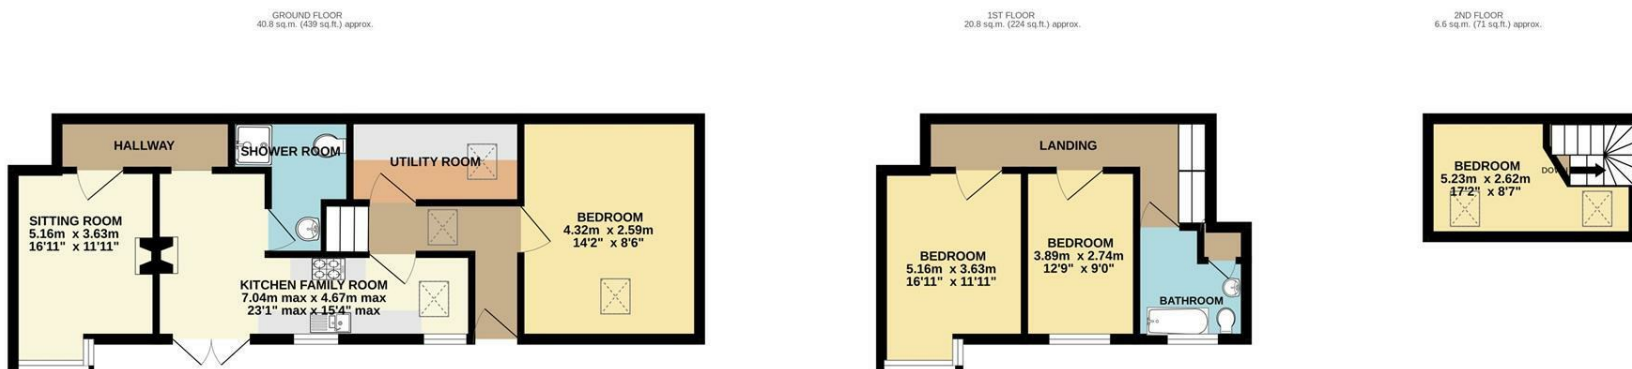 GROUND FLOOR
40.8 sq.m. (439 sq.ft.) approx.
1ST FLOOR
20.8 sq.m. (224 sq.ft.) approx.
2ND FLOOR
6.6 sq.m. (71 sq.ft.) approx.
HALLWAY
SHOWER ROOM
UTILITY ROOM
SITTING ROOM
5.16m x 3.63m
16'11" x 11'11"
BEDROOM
4.32m x 2.59m
14'2" x 8'6"
KITCHEN FAMILY ROOM
7.04m max x 4.67m max
23'1" max x 15'4" max
LANDING
BEDROOM
5.16m x 3.63m
16'11" x 11'11"
BEDROOM
3.89m x 2.74m
12'9" x 9'0"
BATHROOM
BEDROOM
5.23m x 2.62m
17'2" x 8'7"